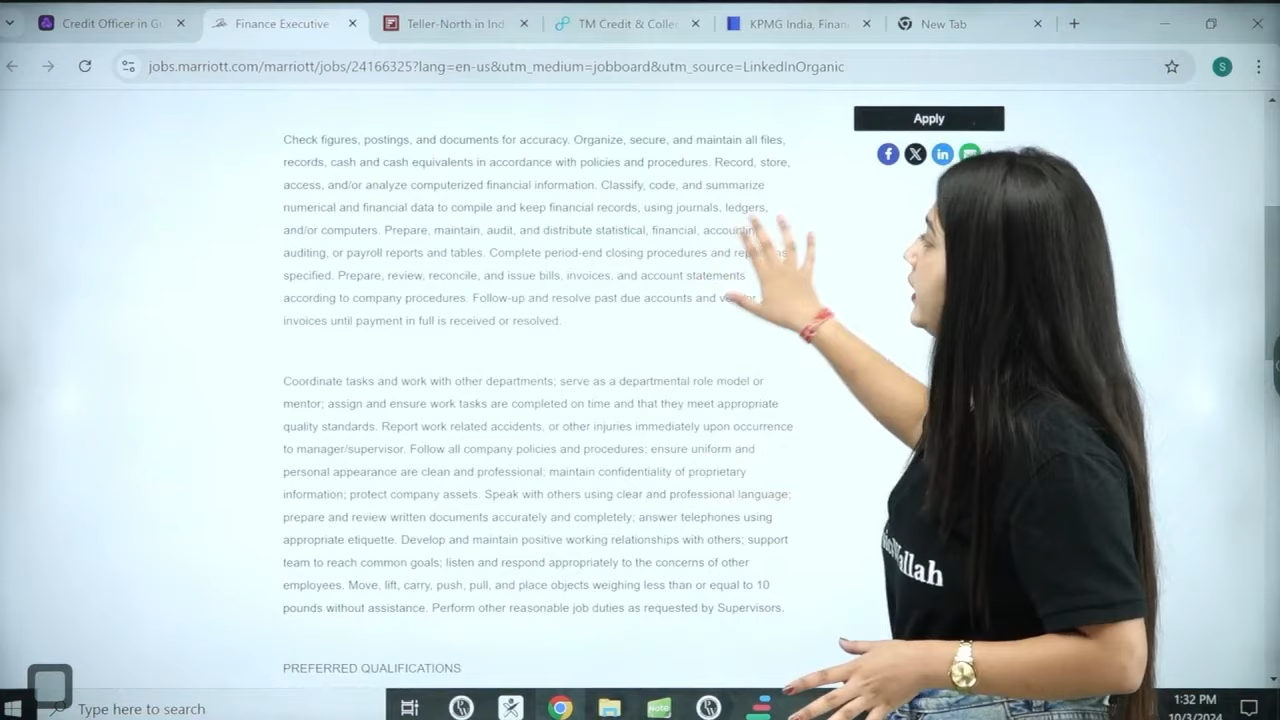 Credit Officer in Gu
Finance Executive
Teller-North in Ind
TM Credit & Collec
KPMG India, Finan
New Tab
jobs.marriott.com/marriott/jobs/24166325?lang=en-us&utm_medium=jobboard&utm_source=LinkedInOrganic
S
Apply
Check figures, postings, and documents for accuracy. Organize, secure, and maintain all files,
records, cash and cash equivalents in accordance with policies and procedures. Record, store,
access, and/or analyze computerized financial information. Classify, code, and summarize
numerical and financial data to compile and keep financial records, using journals, ledgers,
and/or computers. Prepare, maintain, audit, and distribute statistical, financial, accounting,
auditing, or payroll reports and tables. Complete period-end closing procedures and reports as
specified. Prepare, review, reconcile, and issue bills, invoices, and account statements
according to company procedures. Follow-up and resolve past due accounts and vendor
invoices until payment in full is received or resolved.
Coordinate tasks and work with other departments; serve as a departmental role model or
mentor; assign and ensure work tasks are completed on time and that they meet appropriate
quality standards. Report work related accidents, or other injuries immediately upon occurrence
to manager/supervisor. Follow all company policies and procedures; ensure uniform and
personal appearance are clean and professional; maintain confidentiality of proprietary
information; protect company assets. Speak with others using clear and professional language;
prepare and review written documents accurately and completely; answer telephones using
appropriate etiquette. Develop and maintain positive working relationships with others; support
team to reach common goals; listen and respond appropriately to the concerns of other
employees. Move, lift, carry, push, pull, and place objects weighing less than or equal to 10
pounds without assistance. Perform other reasonable job duties as requested by Supervisors.
PREFERRED QUALIFICATIONS
Wallah
Type here to search
1:32 PM
10/3/2024